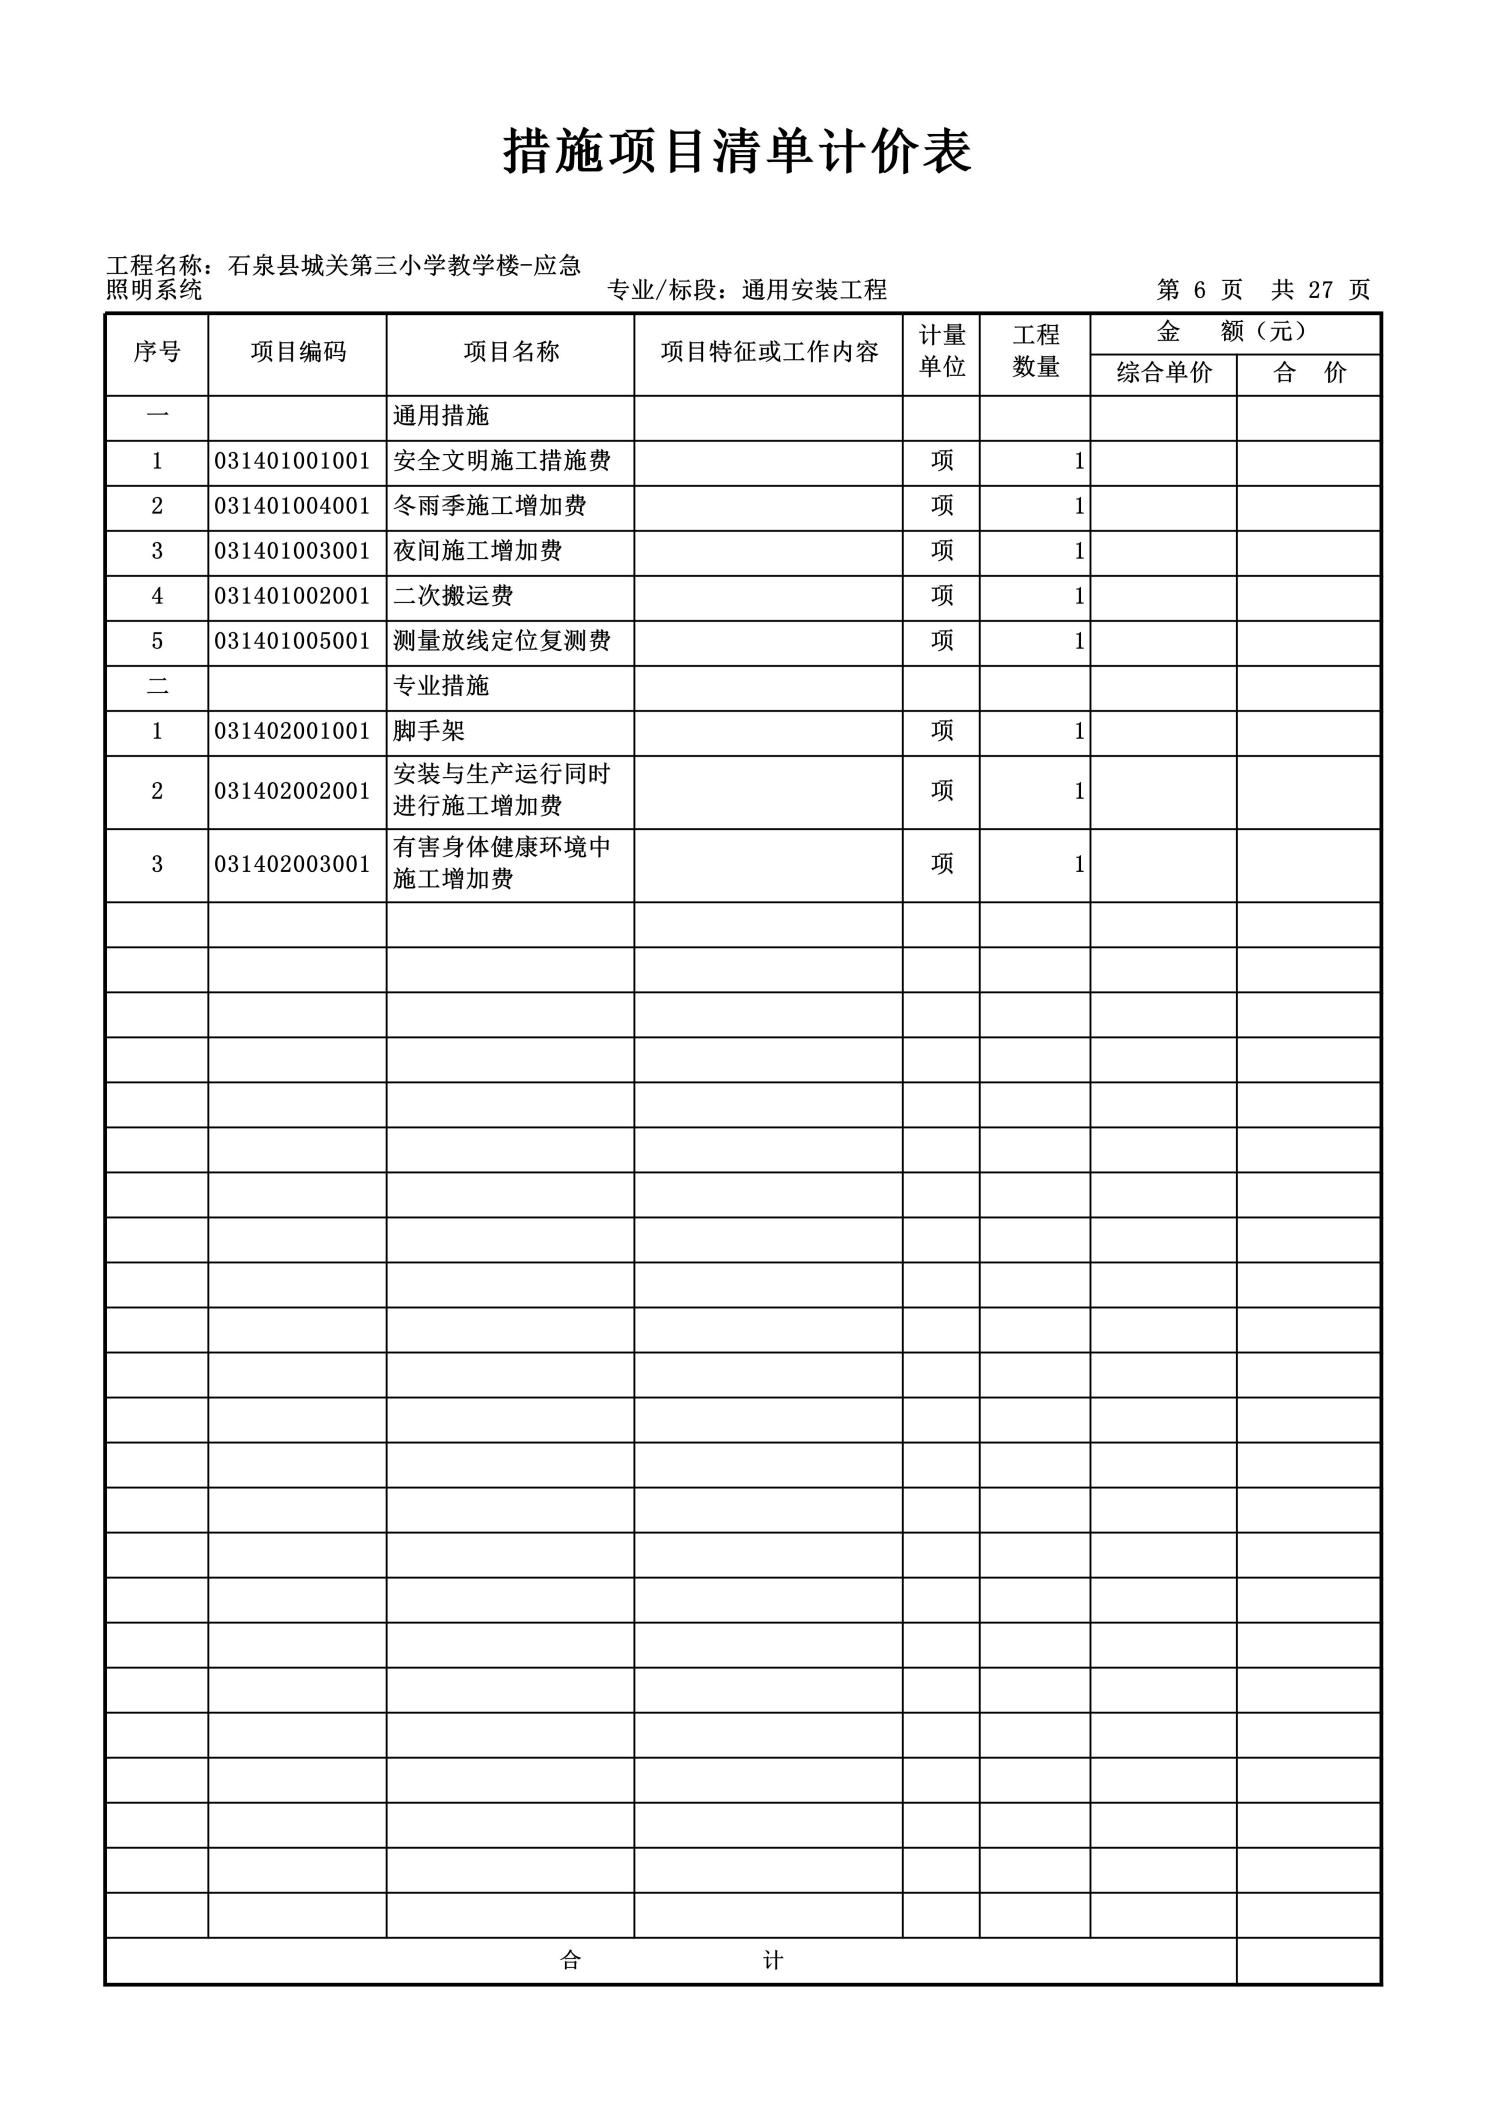 措施项目清单计价表
工程名称：石泉县城关第三小学教学楼-应急
照明系统 专业/标段：通用安装工程 第 6 页 共 27 页
序号 项目编码 项目名称 项目特征或工作内容 计量 工程 金 额（元）
单位 数量 综合单价 合 价
一 通用措施
1 031401001001 安全文明施工措施费 项 1
2 031401004001 冬雨季施工增加费 项 1
3 031401003001 夜间施工增加费 项 1
4 031401002001 二次搬运费 项 1
5 031401005001 测量放线定位复测费 项 1
二 专业措施
1 031402001001 脚手架 项 1
2 031402002001 安装与生产运行同时 项 1
进行施工增加费
3 031402003001 有害身体健康环境中 项 1
施工增加费
合 计